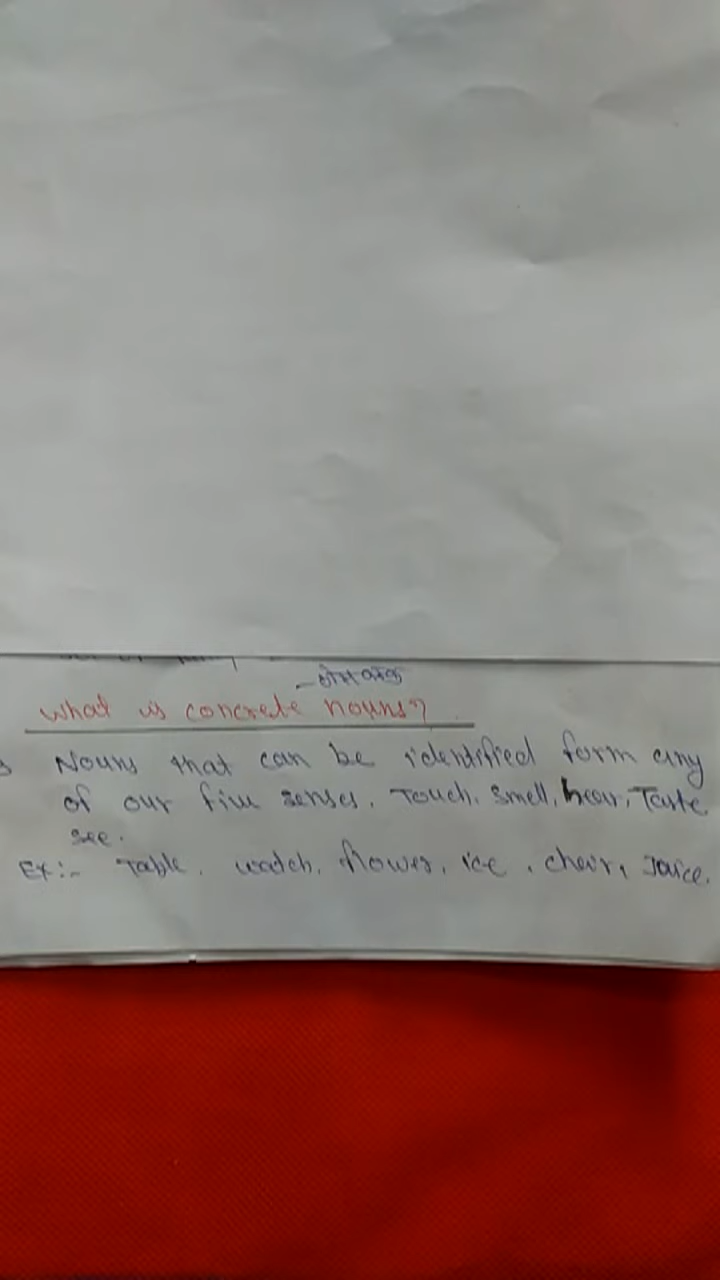 What is concrete nouns?
Nouns that can be identified form any
of our five senses. Touch. Smell, hear, Taste
see.
Ex:- Table. watch. flower, ice, chair, Juice.